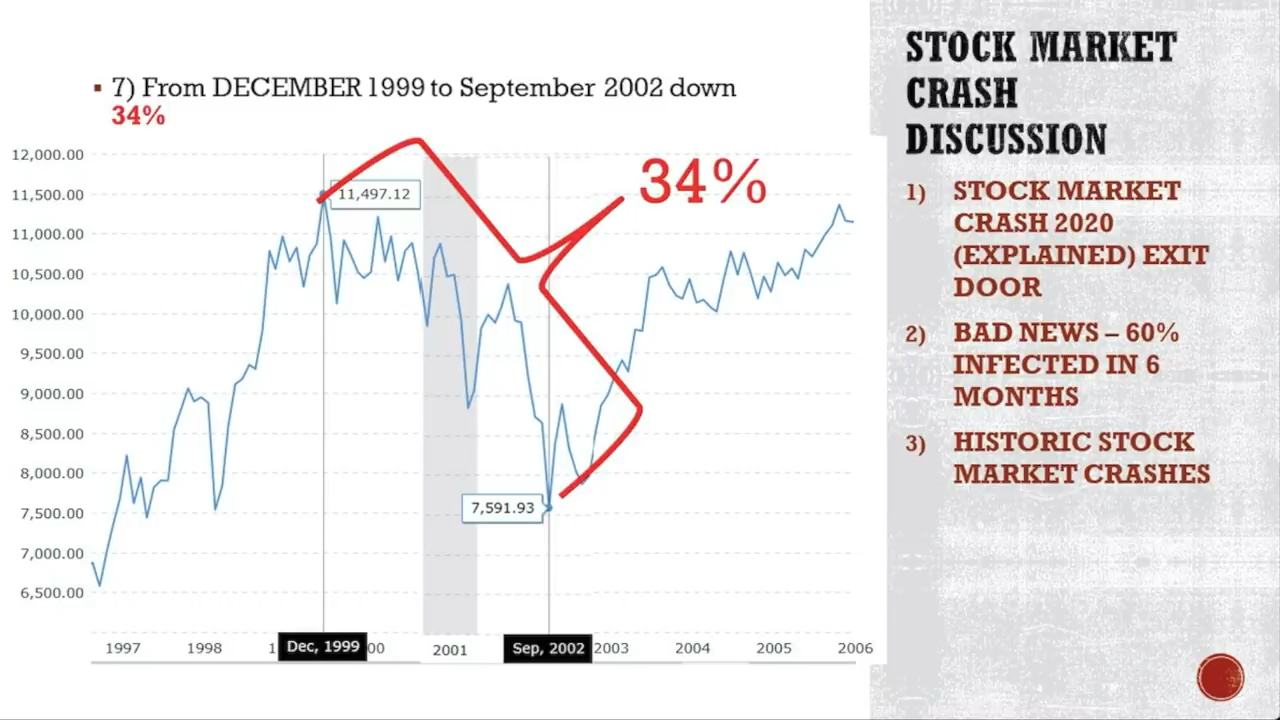 7) From DECEMBER 1999 to September 2002 down
34%
12,000.00
11,500.00
11,000.00
10,500.00
10,000.00
9,500.00
9,000.00
8,500.00
8,000.00
7,500.00
7,000.00
6,500.00
11,497.12
34%
7,591.93
1997 1998 1 Dec, 1999 00 2001 Sep, 2002 2003 2004 2005 2006
STOCK MARKET
CRASH
DISCUSSION
1) STOCK MARKET
CRASH 2020
(EXPLAINED) EXIT
DOOR
2) BAD NEWS – 60%
INFECTED IN 6
MONTHS
3) HISTORIC STOCK
MARKET CRASHES